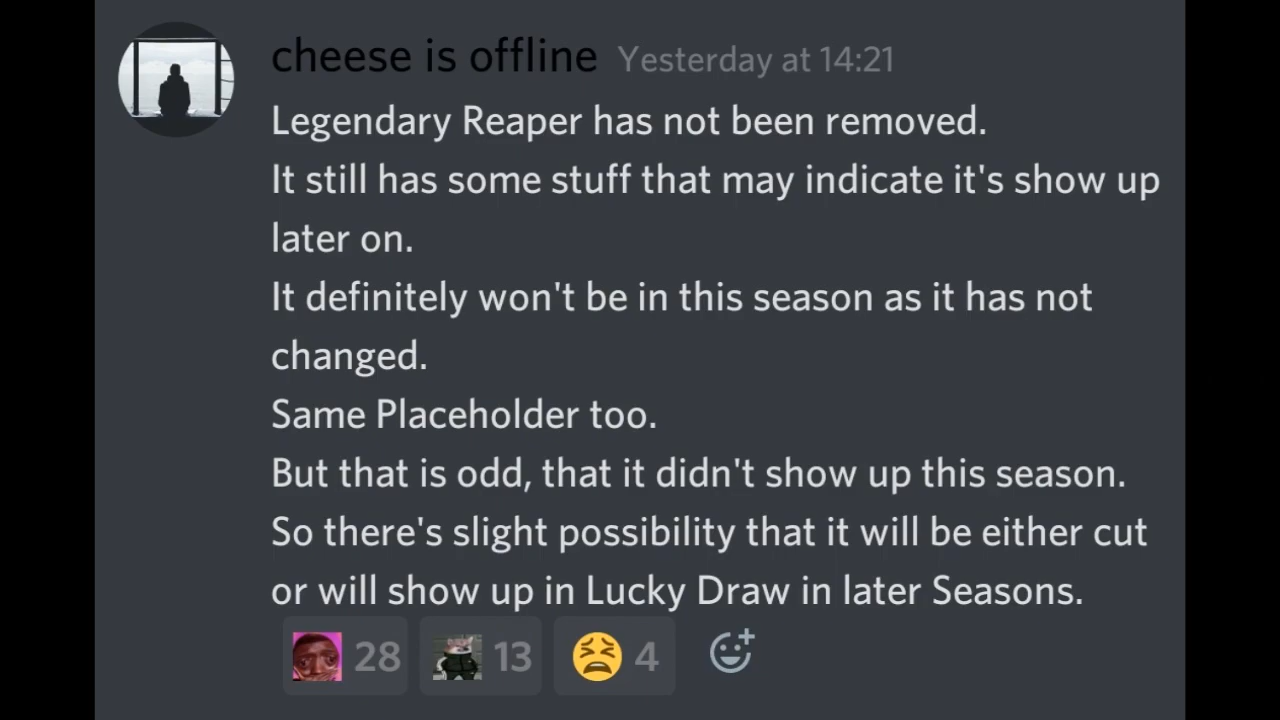 cheese is offline Yesterday at 14:21
Legendary Reaper has not been removed.
It still has some stuff that may indicate it's show up
later on.
It definitely won't be in this season as it has not
changed.
Same Placeholder too.
But that is odd, that it didn't show up this season.
So there's slight possibility that it will be either cut
or will show up in Lucky Draw in later Seasons.
28 13 4